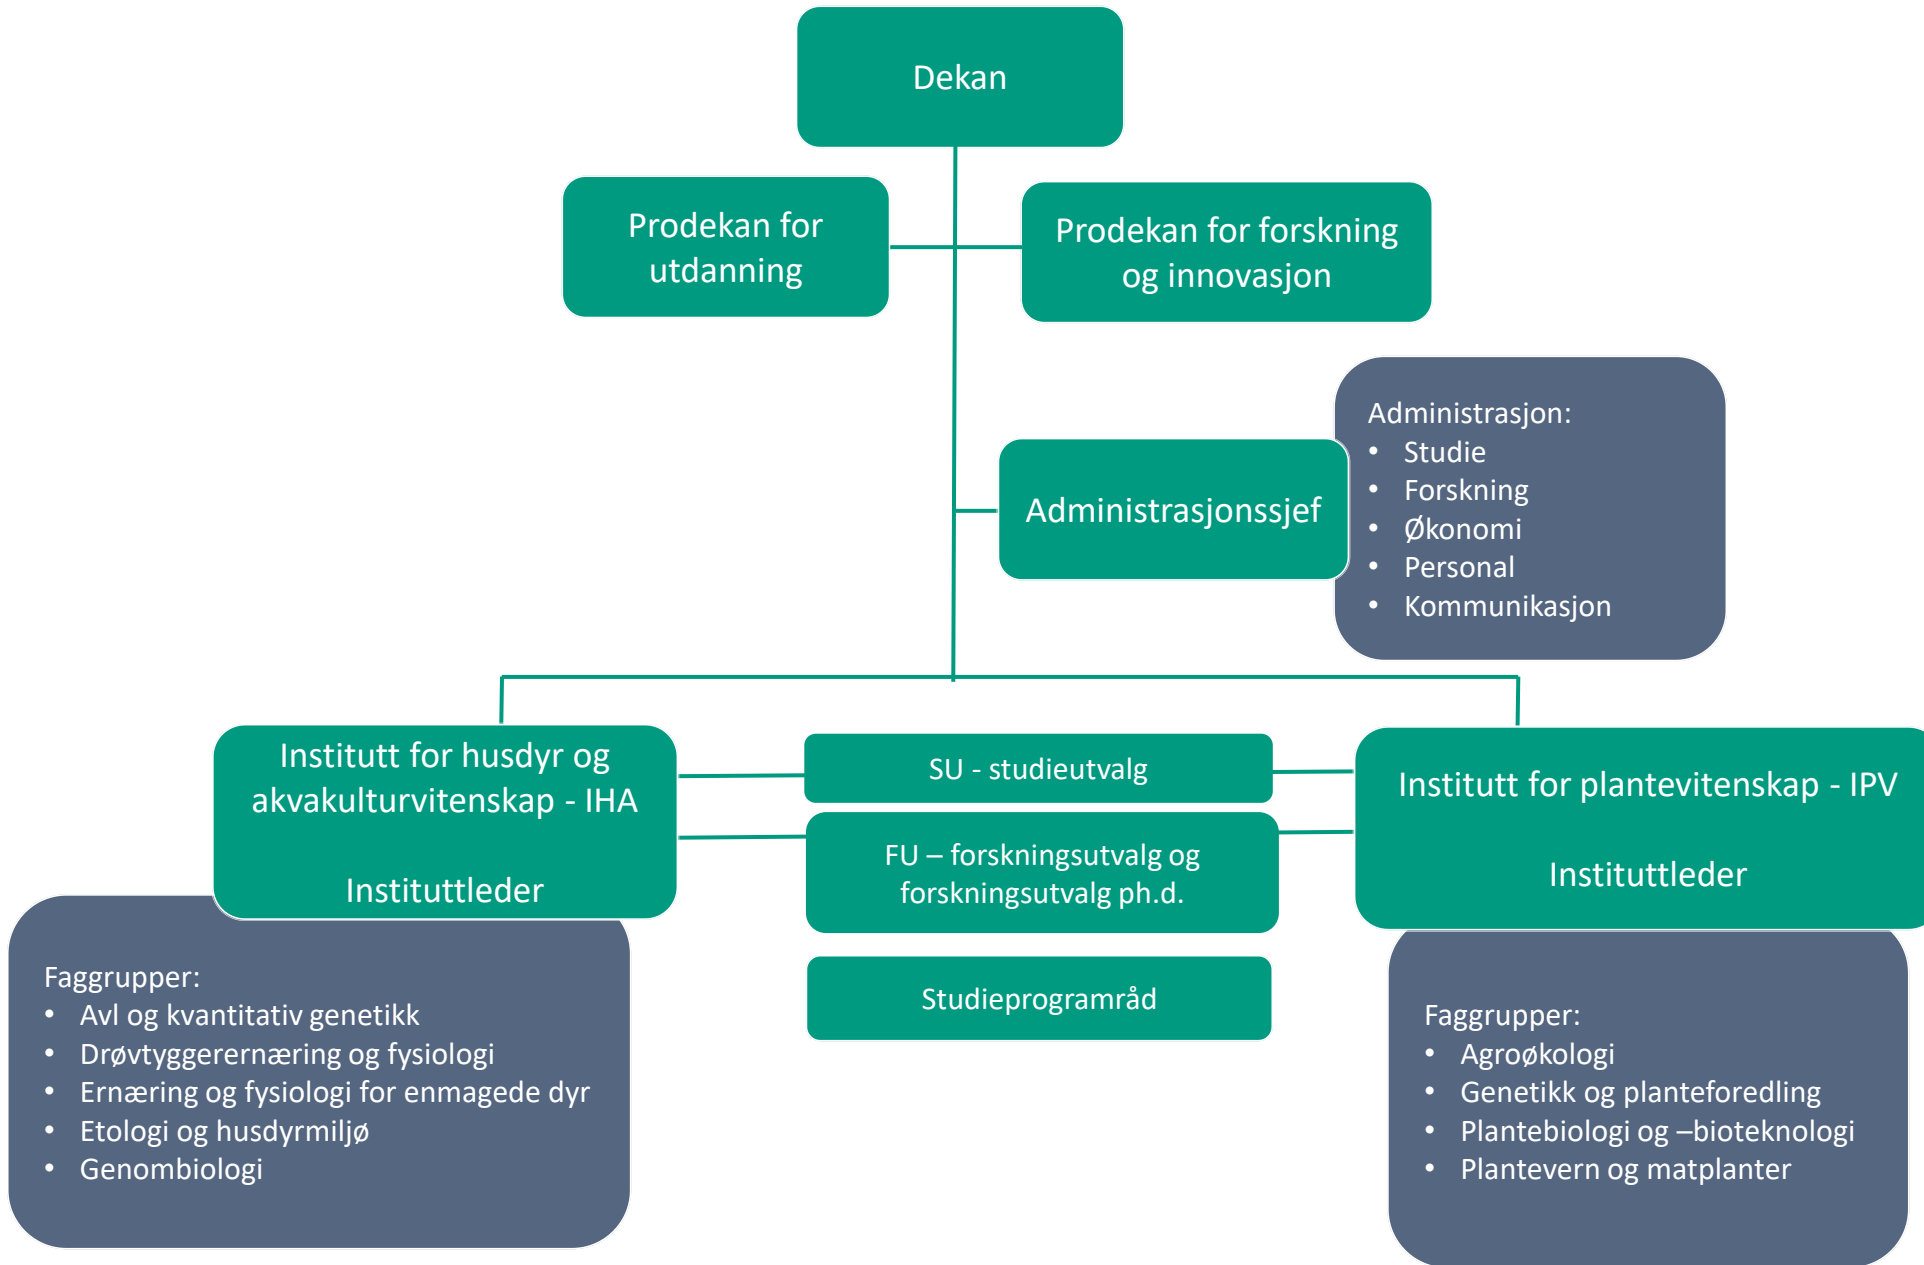 Dekan
Prodekan for
utdanning
Prodekan for forskning
og innovasjon
Administrasjonssjef
Administrasjon:
• Studie
• Forskning
• Økonomi
• Personal
• Kommunikasjon
Institutt for husdyr og
akvakulturvitenskap - IHA
Instituttleder
SU - studieutvalg
FU – forskningsutvalg og
forskningsutvalg ph.d.
Studieprogramråd
Institutt for plantevitenskap - IPV
Instituttleder
Faggrupper:
• Avl og kvantitativ genetikk
• Drøvtyggerernæring og fysiologi
• Ernæring og fysiologi for enmagede dyr
• Etologi og husdyrmiljø
• Genombiologi
Faggrupper:
• Agroøkologi
• Genetikk og planteforedling
• Plantebiologi og –bioteknologi
• Plantevern og matplanter